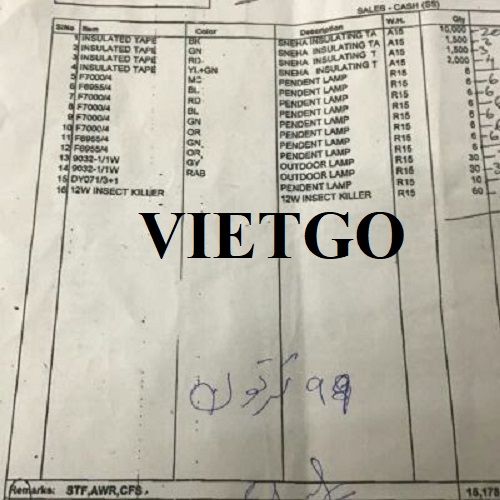 SALES - CASH (SS)
Sl.No Item Color Description W.H. Qty
1 INSULATED TAPE BK SNEHA INSULATING TA A15 10,000
2 INSULATED TAPE GN SNEHA INSULATING TA A15 1,500
3 INSULATED TAPE RD SNEHA INSULATING T A15 1,500
4 INSULATED TAPE YL+GN SNEHA INSULATING T A15 2,000
5 F7000/4 PENDENT LAMP R15 6
6 F6955/4 BL PENDENT LAMP R15 6
7 F7000/4 RD PENDENT LAMP R15 6
8 F7000/4 BL PENDENT LAMP R15 6
9 F7000/4 GN PENDENT LAMP R15 6
10 F7000/4 OR PENDENT LAMP R15 6
11 F6955/4 GN PENDENT LAMP R15 6
12 F6955/4 OR PENDENT LAMP R15 6
13 9032-1/1W GY OUTDOOR LAMP R15 30
14 9032-1/1W RAB OUTDOOR LAMP R15 30
15 DY071/3+1 PENDENT LAMP R15 10
16 12W INSECT KILLER 12W INSECT KILLER R15 60
VIETGO
كرتون
Remarks: STF,AWR,CFS